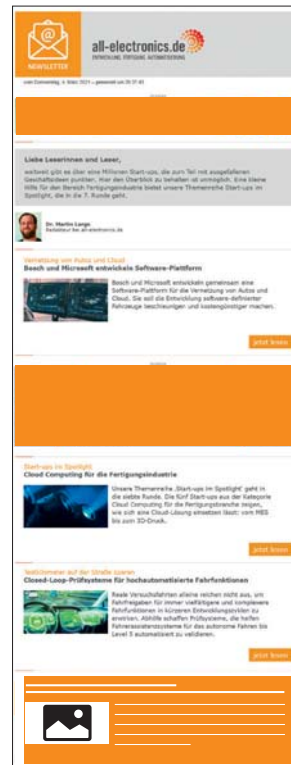 NEWSLETTER
all-electronics.de
ENTWICKLUNG. FERTIGUNG. AUTOMATISIERUNG
Liebe Leserinnen und Leser,
weltweit gibt es über eine Millionen Start-ups, die zum Teil mit ausgefallenen
Geschäftsideen punkten. Hier den Überblick zu behalten ist unmöglich. Eine kleine
Hilfe für den Bereich Fertigungsindustrie bietet unsere Themenreihe Start-ups im
Spotlight, die in die 7. Runde geht.
Dr. Martin Large
Redakteur bei all-electronics.de
Vernetzung von Autos und Cloud
Bosch und Microsoft entwickeln Software-Plattform
Bosch und Microsoft entwickeln gemeinsam eine
Software-Plattform für die Vernetzung von Autos und
Cloud. Sie soll die Entwicklung software-definierter
Fahrzeuge beschleunigen und kostengünstiger machen.
jetzt lesen
Start-ups im Spotlight
Cloud Computing für die Fertigungsindustrie
Unsere Themenreihe ,Start-ups im Spotlight' geht in
die siebte Runde. Die fünf Start-ups aus der Kategorie
Cloud Computing für die Fertigungsbranche zeigen,
wie sich eine Cloud-Lösung einsetzen lässt: vom MES
bis zum 3D-Druck.
jetzt lesen
Testkilometer auf der Straße sparen
Closed-Loop-Prüfsysteme für hochautomatisierte Fahrfunktionen
Reale Versuchsfahrten alleine reichen nicht aus, um
Fahrfreigaben für immer vielfältigere und komplexere
Fahrfunktionen in kürzeren Entwicklungszyklen zu
erwirken. Abhilfe schaffen Prüfsysteme, die helfen
Fahrerassistenzsysteme für das autonome Fahren bis
Level 5 automatisiert zu validieren.
jetzt lesen